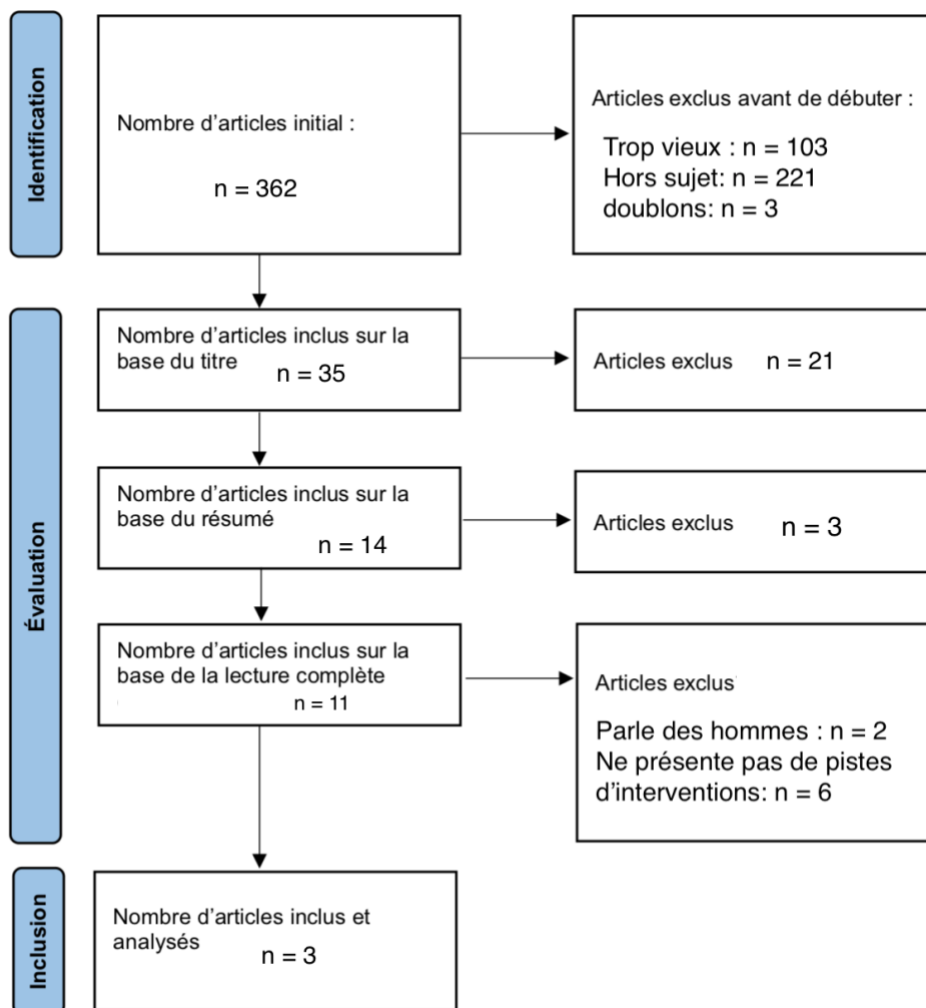 Identification
Nombre d'articles initial :
n = 362
Articles exclus avant de débuter :
Trop vieux : n = 103
Hors sujet: n = 221
doublons: n = 3
Évaluation
Nombre d'articles inclus sur la
base du titre n = 35
Articles exclus n = 21
Nombre d'articles inclus sur la
base du résumé
n = 14
Articles exclus n = 3
Nombre d'articles inclus sur la
base de la lecture complète
n = 11
Articles exclus
Parle des hommes : n = 2
Ne présente pas de pistes
d'interventions: n = 6
Inclusion
Nombre d'articles inclus et
analysés n = 3